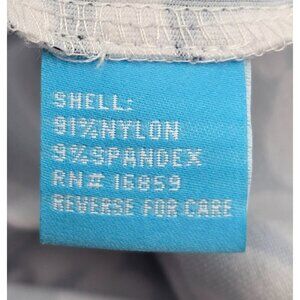 SHELL:
91%NYLON
9%SPANDEX
RN# 16859
REVERSE FOR CARE